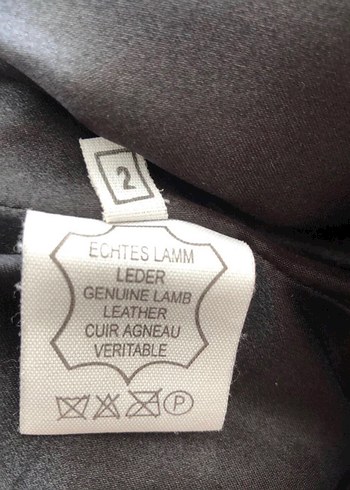 2
ECHTES LAMM
LEDER
GENUINE LAMB
LEATHER
CUIR AGNEAU
VERITABLE
P